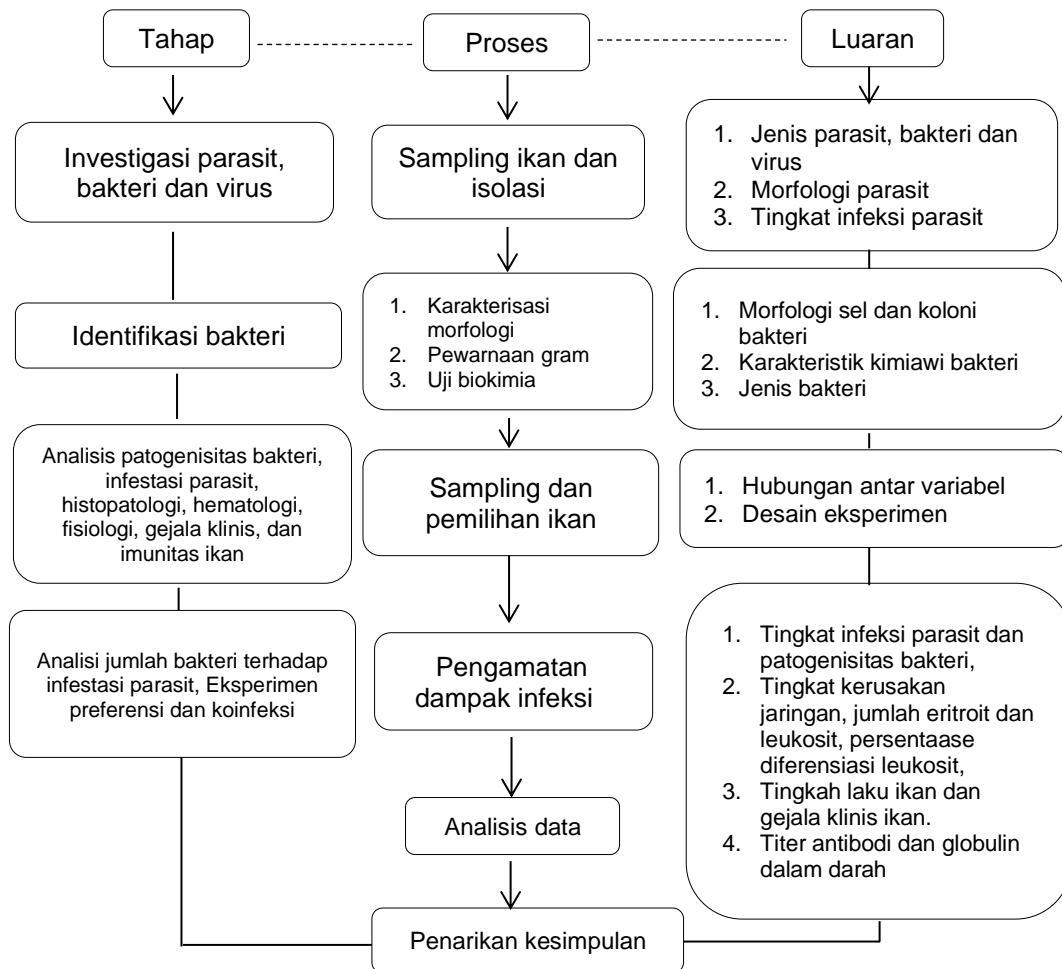 Tahap
Proses
Luaran
Investigasi parasit,
bakteri dan virus
Identifikasi bakteri
Analisis patogenisitas bakteri,
infestasi parasit,
histopatologi, hematologi,
fisiologi, gejala klinis, dan
imunitas ikan
Analisi jumlah bakteri terhadap
infestasi parasit, Eksperimen
preferensi dan koinfeksi
Sampling ikan dan
isolasi
1. Karakterisasi
morfologi
2. Pewarnaan gram
3. Uji biokimia
Sampling dan
pemilihan ikan
Pengamatan
dampak infeksi
Analisis data
Penarikan kesimpulan
1. Jenis parasit, bakteri dan
virus
2. Morfologi parasit
3. Tingkat infeksi parasit
1. Morfologi sel dan koloni
bakteri
2. Karakteristik kimiawi bakteri
3. Jenis bakteri
1. Hubungan antar variabel
2. Desain eksperimen
1. Tingkat infeksi parasit dan
patogenisitas bakteri,
2. Tingkat kerusakan
jaringan, jumlah eritroit dan
leukosit, persentaase
diferensiasi leukosit,
3. Tingkah laku ikan dan
gejala klinis ikan.
4. Titer antibodi dan globulin
dalam darah